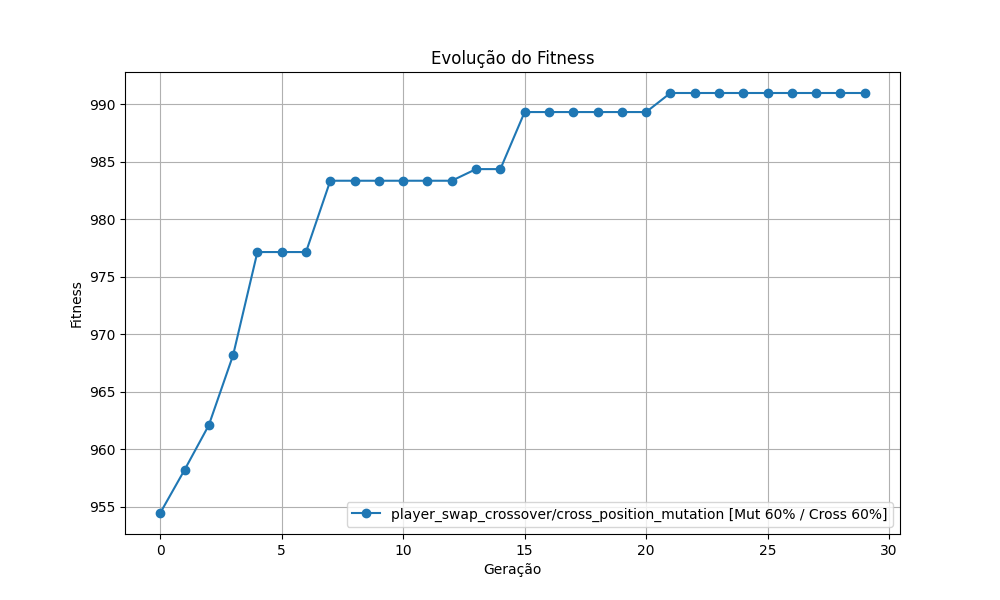 Evolução do Fitness
Fitness
990
985
980
975
970
965
960
955
player_swap_crossover/cross_position_mutation [Mut 60% / Cross 60%]
0 5 10 15 20 25 30
Geração